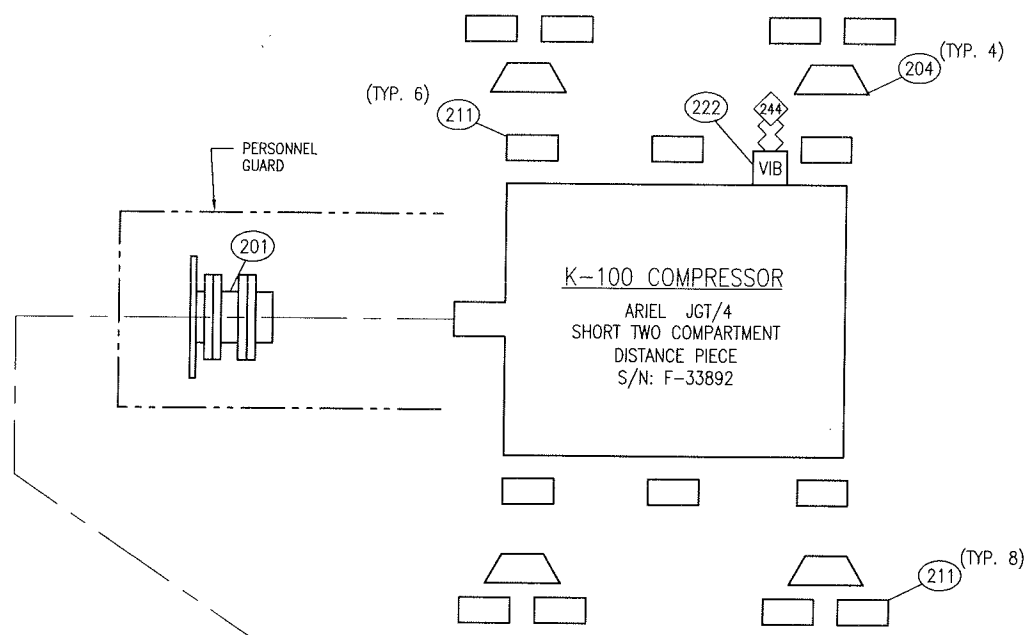 (TYP. 4)
204
(TYP. 6)
211
222
244
VIB
PERSONNEL
GUARD
201
K-100 COMPRESSOR
ARIEL JGT/4
SHORT TWO COMPARTMENT
DISTANCE PIECE
S/N: F-33892
(TYP. 8)
211